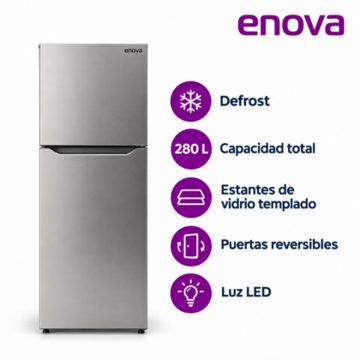 enova
enova
Defrost
280 L
Capacidad total
Estantes de
vidrio templado
Puertas reversibles
Luz LED